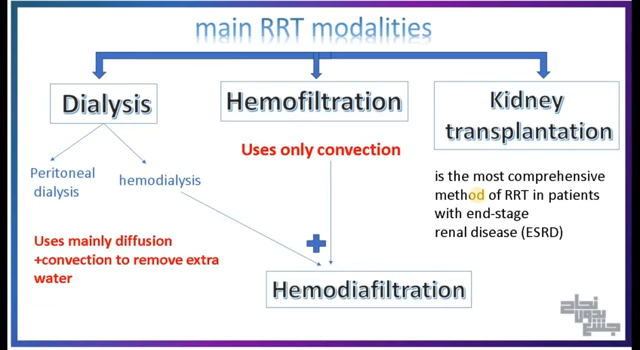 main RRT modalities
Dialysis
Hemofiltration
Kidney
transplantation
Uses only convection
Peritoneal
dialysis
hemodialysis
is the most comprehensive
method of RRT in patients
with end-stage
renal disease (ESRD)
Uses mainly diffusion
+convection to remove extra
water
Hemodiafiltration